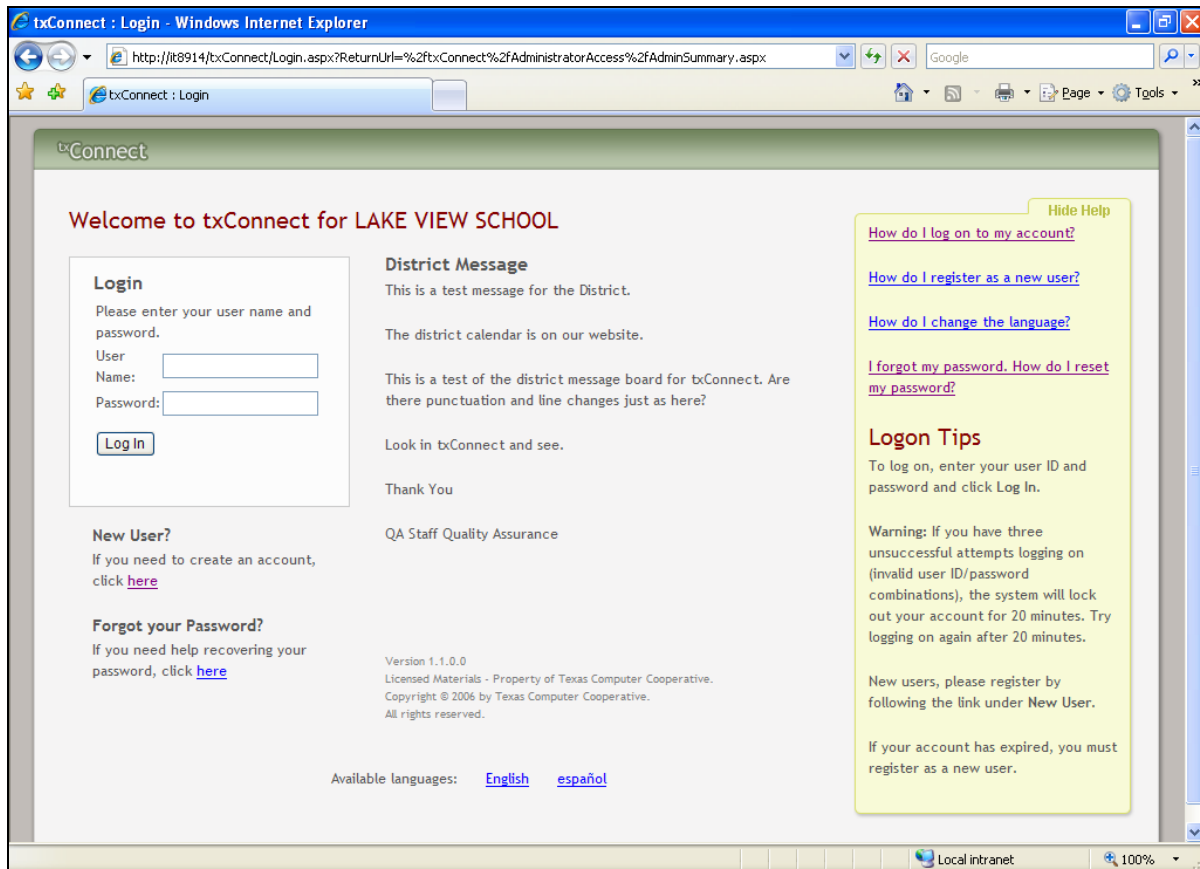 txConnect : Login - Windows Internet Explorer
http://it8914/txConnect/Login.aspx?ReturnUrl=%2ftxConnect%2fAdministratorAccess%2fAdminSummary.aspx
Google
txConnect : Login
Page
Tools
txConnect
Welcome to txConnect for LAKE VIEW SCHOOL
Login
Please enter your user name and
password.
User
Name:
Password:
Log In
New User?
If you need to create an account,
click here
Forgot your Password?
If you need help recovering your
password, click here
District Message
This is a test message for the District.
The district calendar is on our website.
This is a test of the district message board for txConnect. Are
there punctuation and line changes just as here?
Look in txConnect and see.
Thank You
QA Staff Quality Assurance
Version 1.1.0.0
Licensed Materials - Property of Texas Computer Cooperative.
Copyright © 2006 by Texas Computer Cooperative.
All rights reserved.
Available languages: English español
Hide Help
How do I log on to my account?
How do I register as a new user?
How do I change the language?
I forgot my password. How do I reset
my password?
Logon Tips
To log on, enter your user ID and
password and click Log In.
Warning: If you have three
unsuccessful attempts logging on
(invalid user ID/password
combinations), the system will lock
out your account for 20 minutes. Try
logging on again after 20 minutes.
New users, please register by
following the link under New User.
If your account has expired, you must
register as a new user.
Local intranet
100%